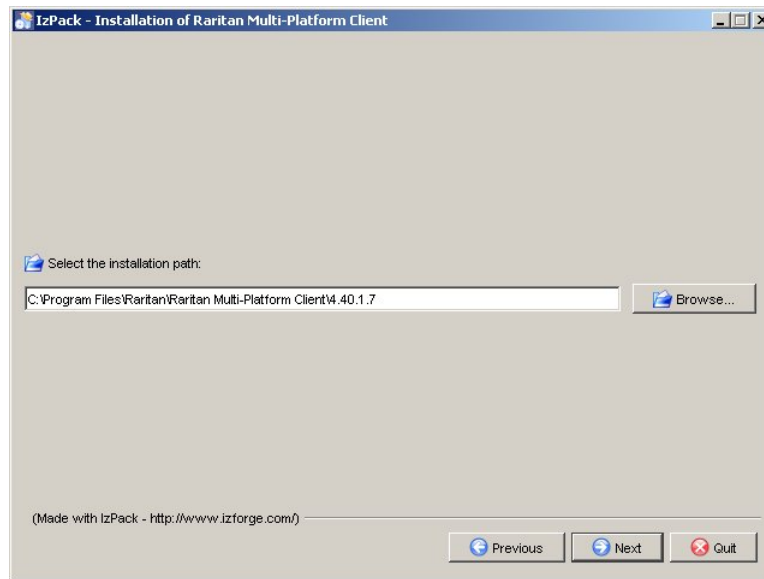 IzPack - Installation of Raritan Multi-Platform Client
Select the installation path:
C:\Program Files\Raritan\Raritan Multi-Platform Client\4.40.1.7
Browse...
(Made with IzPack - http://www.izforge.com/)
Previous
Next
Quit